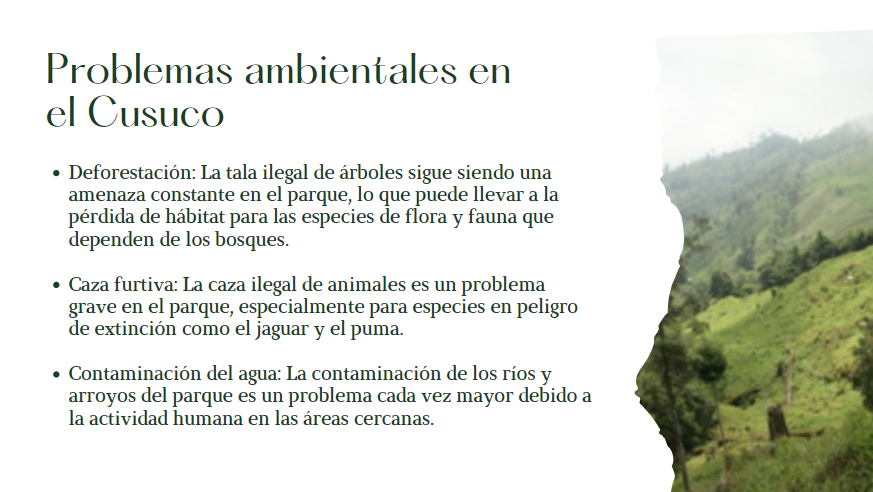 Problemas ambientales en
el Cusuco
• Deforestación: La tala ilegal de árboles sigue siendo una
amenaza constante en el parque, lo que puede llevar a la
pérdida de hábitat para las especies de flora y fauna que
dependen de los bosques.
• Caza furtiva: La caza ilegal de animales es un problema
grave en el parque, especialmente para especies en peligro
de extinción como el jaguar y el puma.
• Contaminación del agua: La contaminación de los ríos y
arroyos del parque es un problema cada vez mayor debido a
la actividad humana en las áreas cercanas.